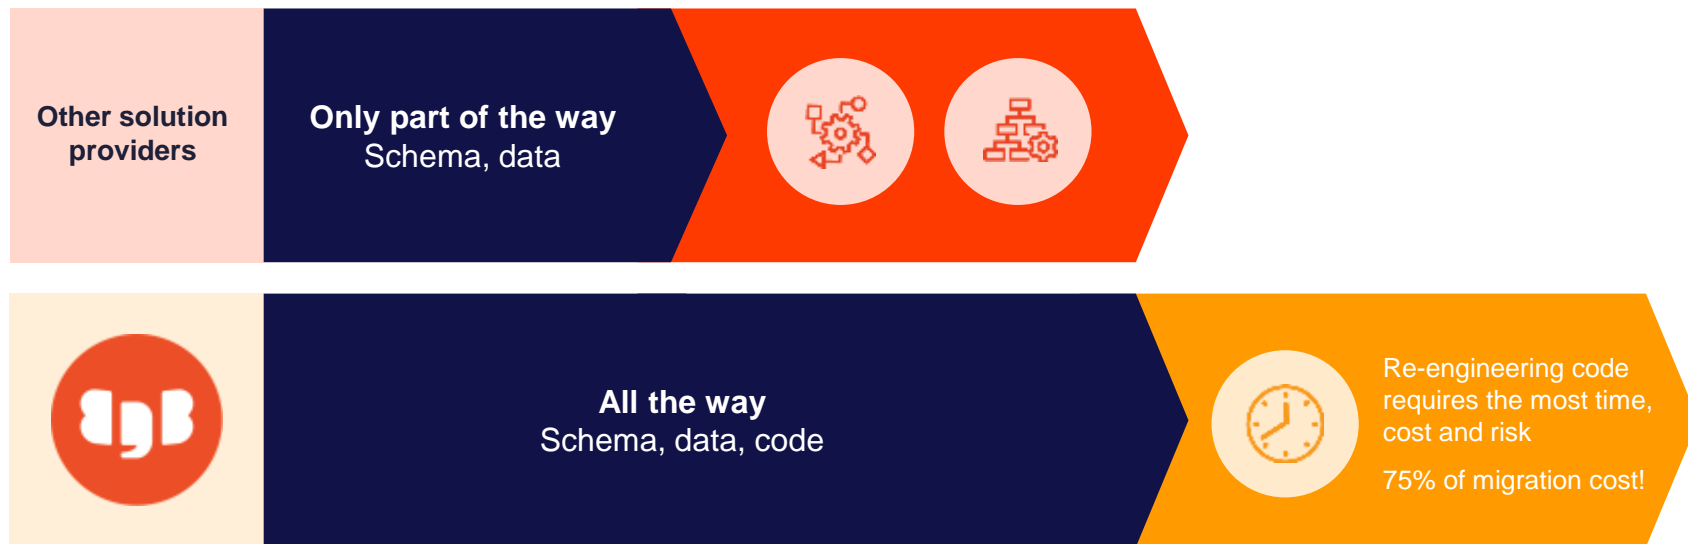 Other solution
providers
Only part of the way
Schema, data
All the way
Schema, data, code
Re-engineering code
requires the most time,
cost and risk
75% of migration cost!